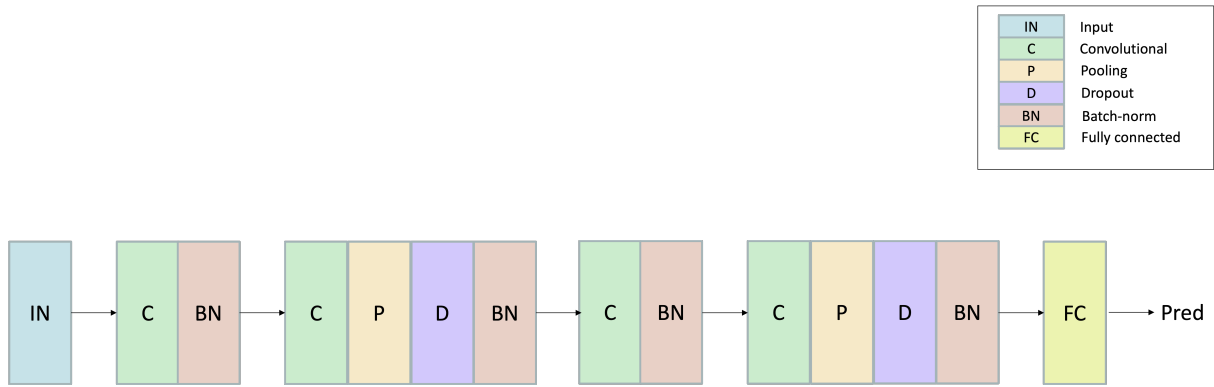 IN Input
C Convolutional
P Pooling
D Dropout
BN Batch-norm
FC Fully connected
IN C BN C P D BN C BN C P D BN FC Pred